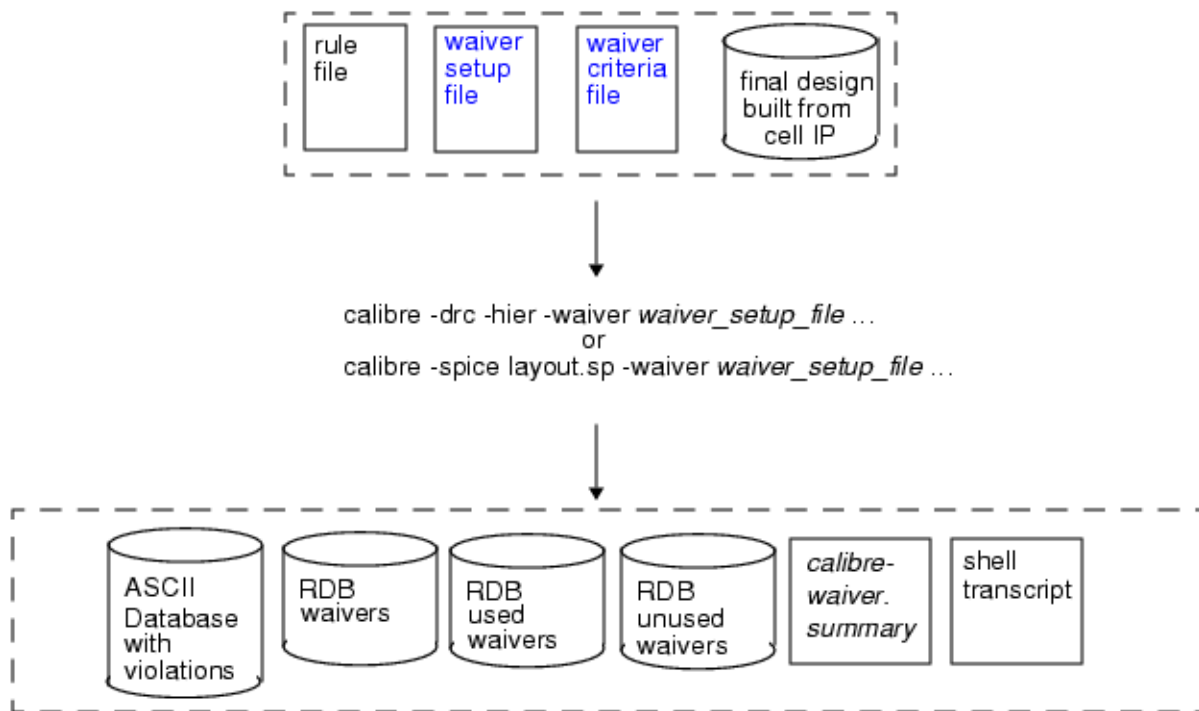 rule
file
waiver
setup
file
waiver
criteria
file
final design
built from
cell IP
calibre -drc -hier -waiver waiver_setup_file ...
or
calibre -spice layout.sp -waiver waiver_setup_file ...
ASCII
Database
with
violations
RDB
waivers
RDB
used
waivers
RDB
unused
waivers
calibre-
waiver.
summary
shell
transcript